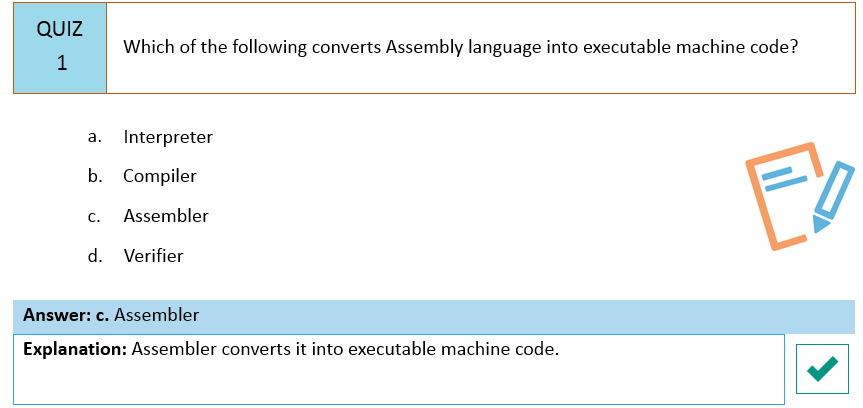 QUIZ
1
Which of the following converts Assembly language into executable machine code?
a. Interpreter
b. Compiler
c. Assembler
d. Verifier
Answer: c. Assembler
Explanation: Assembler converts it into executable machine code.